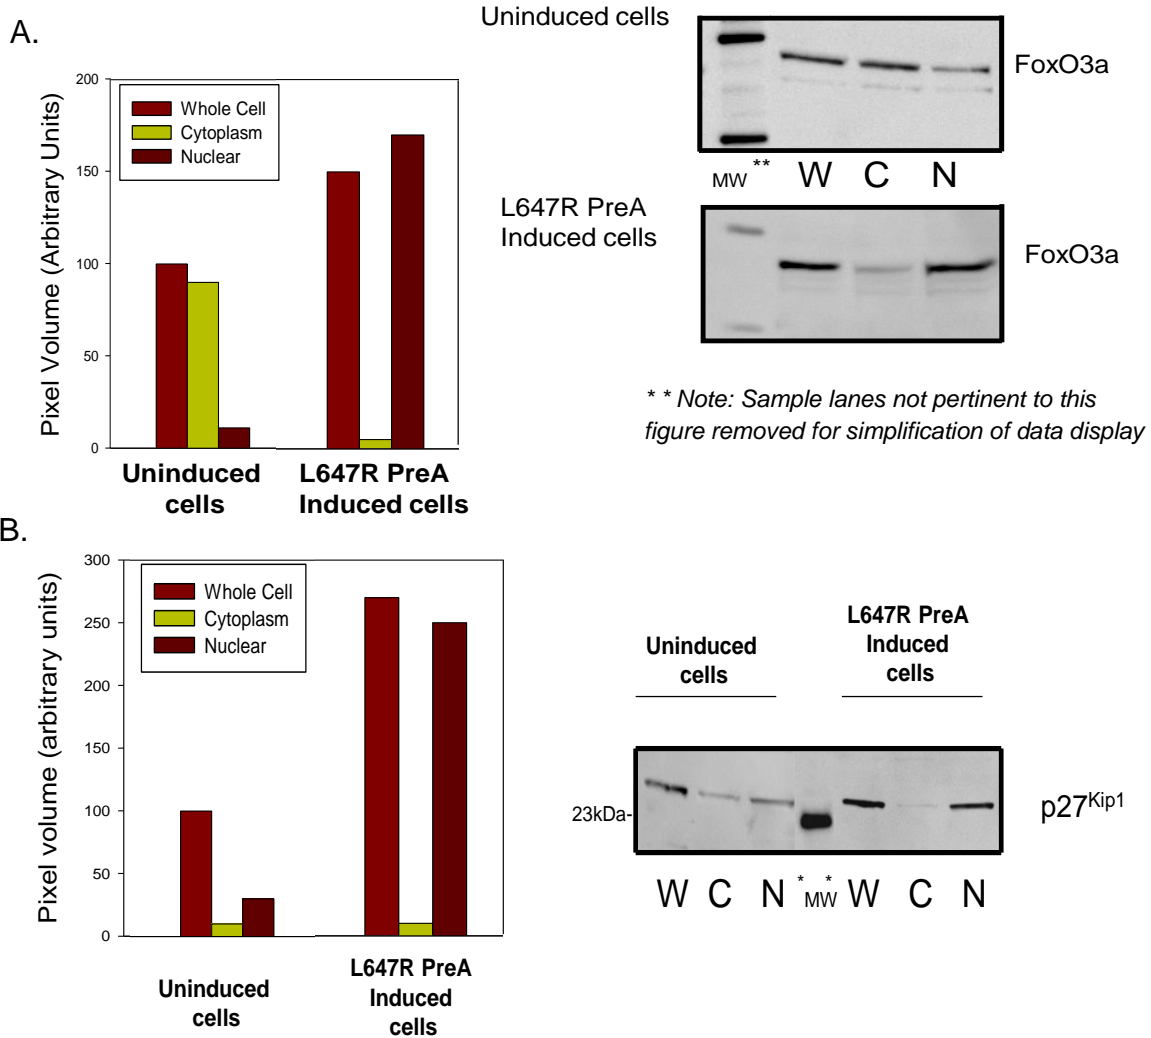 A.
Uninduced cells
FoxO3a
MW ** W C N
L647R PreA
Induced cells
FoxO3a
* * Note: Sample lanes not pertinent to this
figure removed for simplification of data display
Pixel Volume (Arbitrary Units)
200
150
100
50
0
Whole Cell
Cytoplasm
Nuclear
Uninduced
cells
L647R PreA
Induced cells
B.
Pixel volume (arbitrary units)
300
250
200
150
100
50
0
Whole Cell
Cytoplasm
Nuclear
Uninduced
cells
L647R PreA
Induced
cells
Uninduced
cells
L647R PreA
Induced
cells
23kDa-
p27Kip1
W C N *MW* W C N